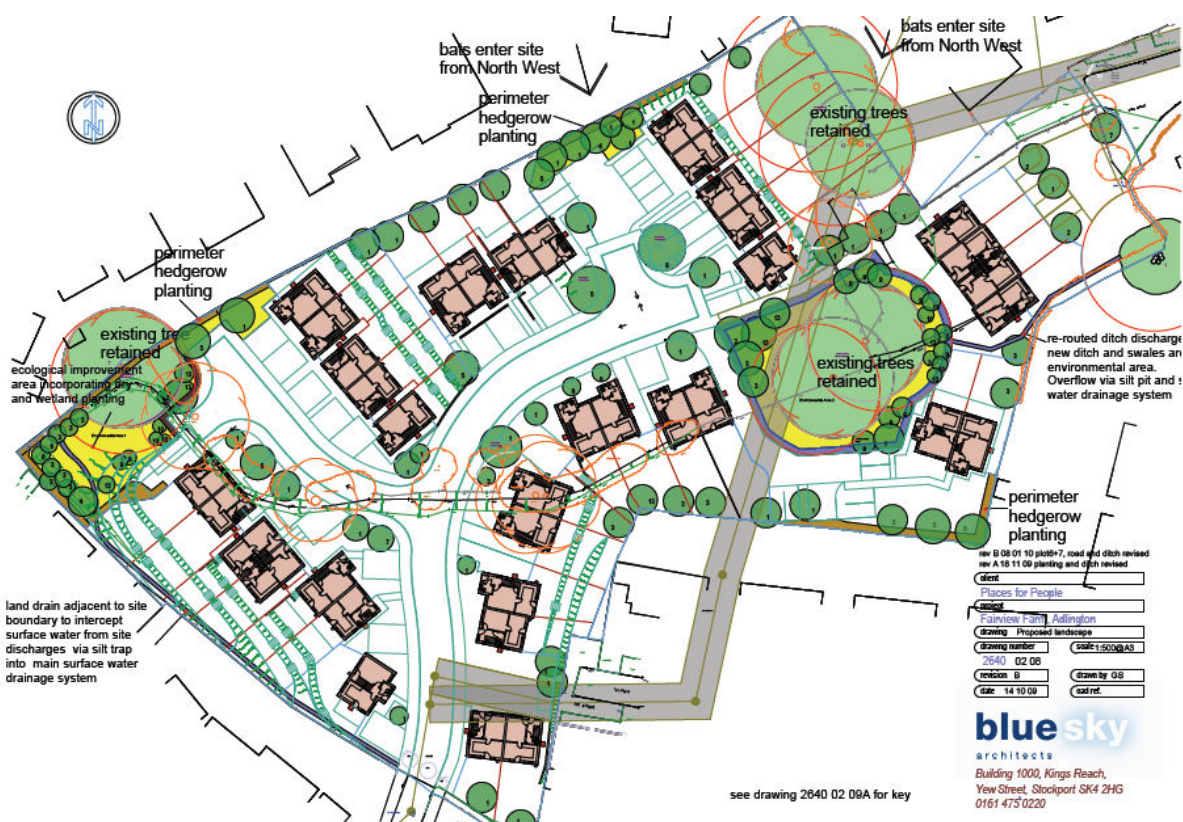 bats enter site
from North West
bats enter site
from North West
perimeter
hedgerow
planting
existing trees
retained
perimeter
hedgerow
planting
existing tree
retained
ecological improvement
area incorporating dry
and wetland planting
existing trees
retained
re-routed ditch discharge
new ditch and swales
environmental area.
Overflow via silt pit and
water drainage system
perimeter
hedgerow
planting
land drain adjacent to site
boundary to intercept
surface water from site
discharges via silt trap
into main surface water
drainage system
rev B 08 01 10 plot6+7, road and ditch revised
rev A 18 11 09 planting and ditch revised
client
Places for People
project
Fairview Farm, Adlington
drawing Proposed landscape
drawing number scale 1:500@A3
2640 02 08
revision B drawn by GS
date 14 10 09 cad ref.
blue sky
architects
Building 1000, Kings Reach,
Yew Street, Stockport SK4 2HG
0161 475 0220
see drawing 2640 02 09A for key